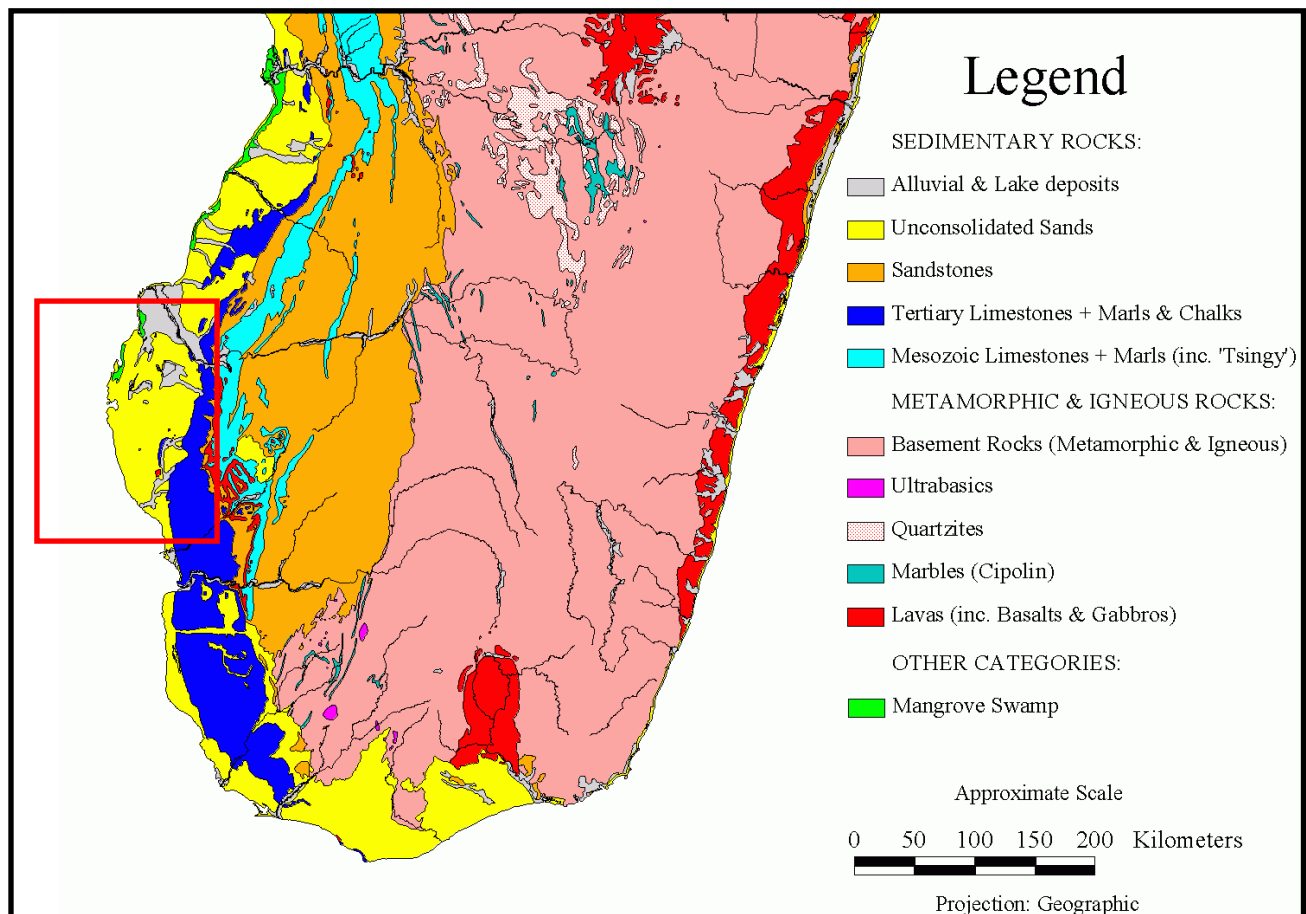 Legend
SEDIMENTARY ROCKS:
Alluvial & Lake deposits
Unconsolidated Sands
Sandstones
Tertiary Limestones + Marls & Chalks
Mesozoic Limestones + Marls (inc. 'Tsingy')
METAMORPHIC & IGNEOUS ROCKS:
Basement Rocks (Metamorphic & Igneous)
Ultrabasics
Quartzites
Marbles (Cipolin)
Lavas (inc. Basalts & Gabbros)
OTHER CATEGORIES:
Mangrove Swamp
Approximate Scale
0 50 100 150 200 Kilometers
Projection: Geographic